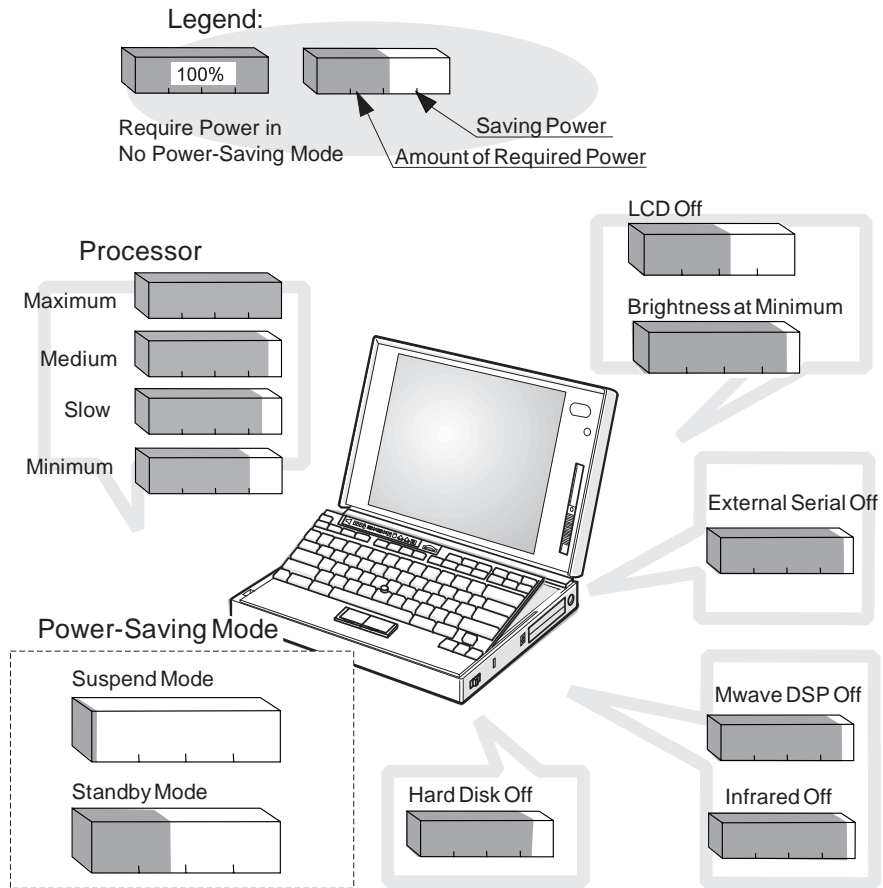 Legend:
100%
Require Power in
No Power-Saving Mode
Saving Power
Amount of Required Power
LCD Off
Brightness at Minimum
Processor
Maximum
Medium
Slow
Minimum
External Serial Off
Power-Saving Mode
Suspend Mode
Standby Mode
Hard Disk Off
Mwave DSP Off
Infrared Off